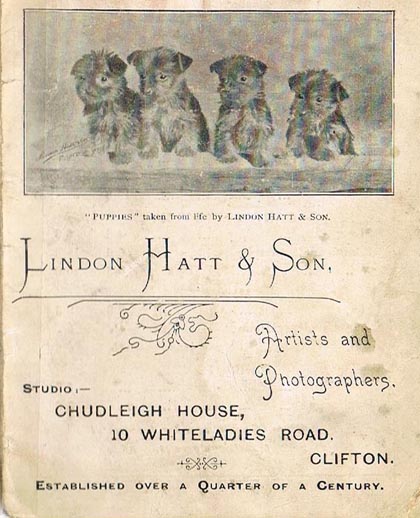 "PUPPIES" taken from life by LINDON HATT & SON.
LINDON HATT & SON,
Artists and
Photographers.
STUDIO:—
CHUDLEIGH HOUSE,
10 WHITELADIES ROAD.
CLIFTON.
ESTABLISHED OVER A QUARTER OF A CENTURY.